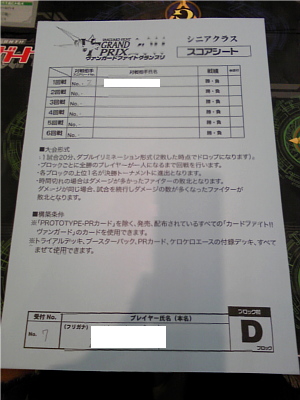 GRAND PRIX
ヴァンガードファイトグランプリ
シニアクラス
スコアシート
対戦相手
対戦相手氏名
戦績
1回戦
No. 2
勝・負
2回戦
勝・負
3回戦
勝・負
4回戦
勝・負
5回戦
勝・負
6回戦
勝・負
■大会形式
・1試合20分、ダブルイリミネーション形式(2敗した時点でドロップになります)。
・ブロックごとに全勝のプレイヤーが一人になるまで回戦を行います。
・各ブロックの上位1名が決勝トーナメントに進出となります。
・時間切れの場合はダメージが多かったファイターの敗北となります。
ダメージが同じ場合、試合を続行しダメージの数が多くなったファイターが
敗北となります。
■構築条件
※「PROTOTYPE-PRカード」を除く、発売、配布されているすべての「カードファイト!!
ヴァンガード」のカードを使用できます。
※トライアルデッキ、ブースターパック、PRカード、ケロケロエースの付録デッキ、すべて
まぜて使用できます。
受付No.
プレイヤー氏名(本名)
ブロック名
No. 7
(フリガナ)
D
ブロック